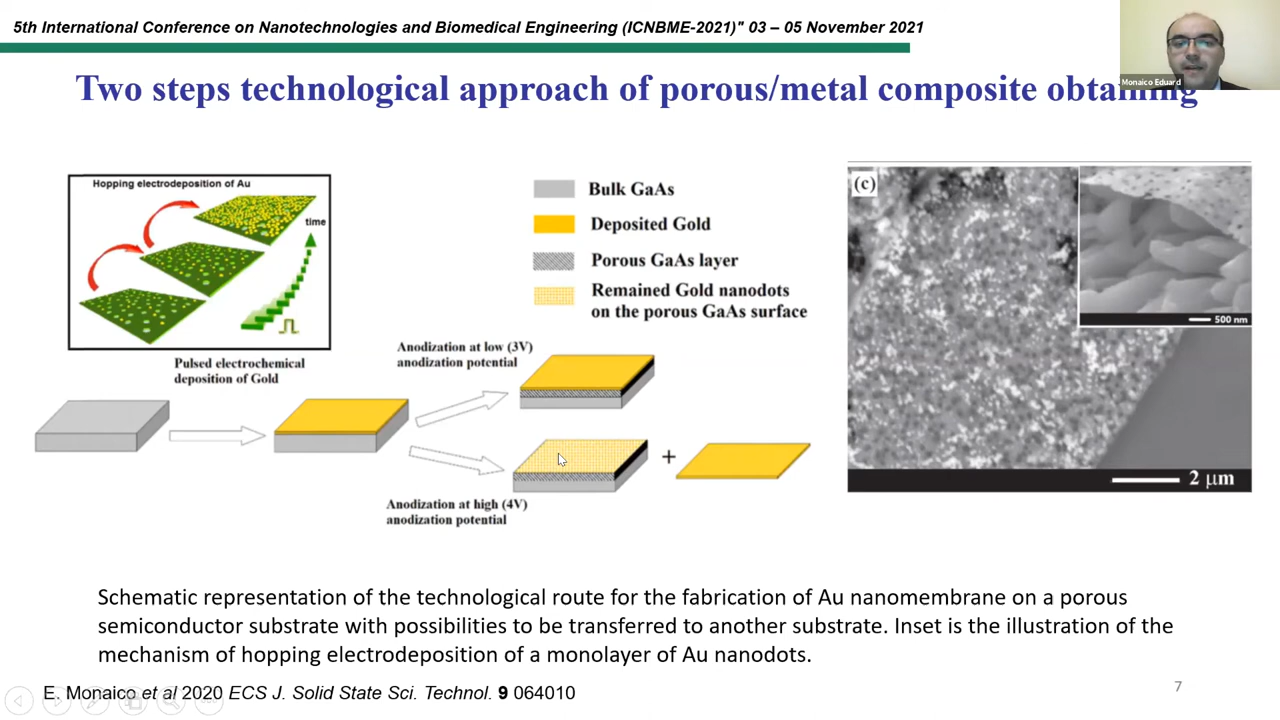 5th International Conference on Nanotechnologies and Biomedical Engineering (ICNBME-2021)" 03 – 05 November 2021
Monaico Eduard
Two steps technological approach of porous/metal composite obtaining
Hopping electrodeposition of Au
time
Bulk GaAs
Deposited Gold
Porous GaAs layer
Remained Gold nanodots
on the porous GaAs surface
(c)
500 nm
2 μm
Pulsed electrochemical
deposition of Gold
Anodization at low (3V)
anodization potential
+
Anodization at high (4V)
anodization potential
Schematic representation of the technological route for the fabrication of Au nanomembrane on a porous
semiconductor substrate with possibilities to be transferred to another substrate. Inset is the illustration of the
mechanism of hopping electrodeposition of a monolayer of Au nanodots.
E. Monaico et al 2020 ECS J. Solid State Sci. Technol. 9 064010
7